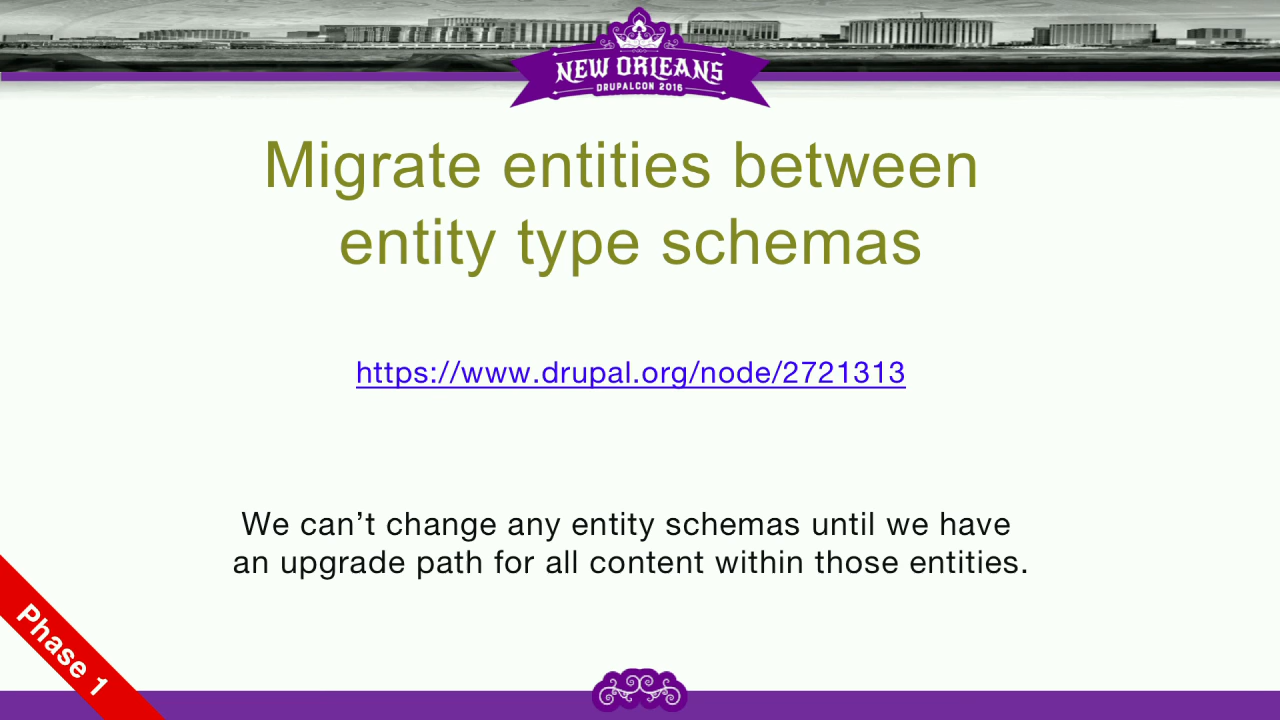 NEW ORLEANS
DRUPALCON 2016
Migrate entities between
entity type schemas
https://www.drupal.org/node/2721313
We can’t change any entity schemas until we have
an upgrade path for all content within those entities.
Phase 1